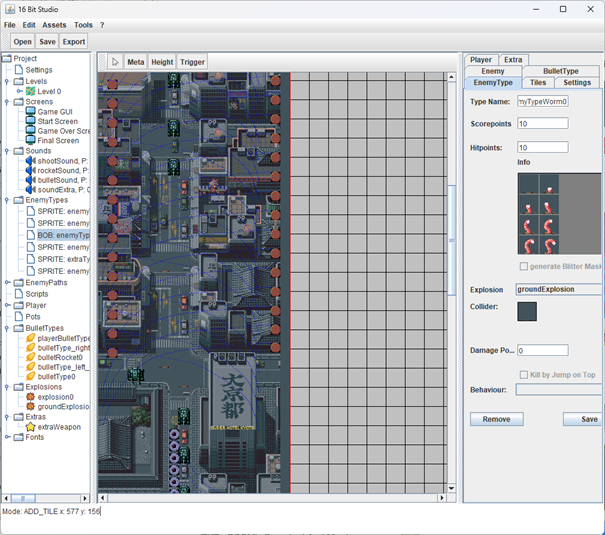 16 Bit Studio
File Edit Assets Tools ?
Open Save Export
Project
Settings
Levels
Level 0
Screens
Game GUI
Start Screen
Game Over Scre
Final Screen
Sounds
shootSound, P:
rocketSound, P:
bulletSound, P:
soundExtra, P: 0
EnemyTypes
SPRITE: enemy
SPRITE: enemy
BOB: enemyTyp
SPRITE: enemy
SPRITE: extraTy
SPRITE: enemy
EnemyPaths
Scripts
Player
Pots
BulletTypes
playerBulletType
bulletType_right_
bulletRocket0
bulletType_left_
bulletType0
Explosions
explosion0
groundExplosio
Extras
extraWeapon
Fonts
Meta Height Trigger
大京都
Player Extra
Enemy BulletType
EnemyType Tiles Settings
Type Name: myTypeWorm0
Scorepoints 10
Hitpoints: 10
Info
generate Blitter Mask
Explosion groundExplosion
Collider:
Damage Po... 0
Kill by Jump on Top
Behaviour:
Remove Save
Mode: ADD_TILE x: 577 y: 156